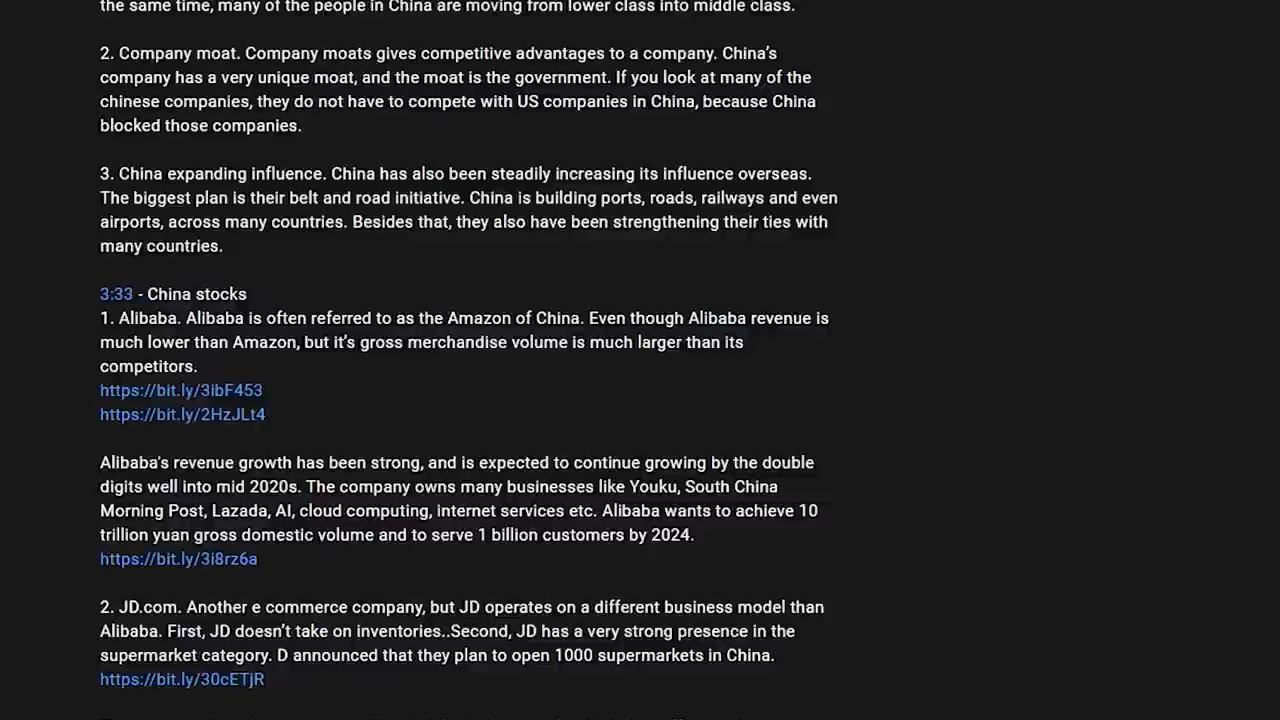 the same time, many of the people in China are moving from lower class into middle class.
2. Company moat. Company moats gives competitive advantages to a company. China's
company has a very unique moat, and the moat is the government. If you look at many of the
chinese companies, they do not have to compete with US companies in China, because China
blocked those companies.
3. China expanding influence. China has also been steadily increasing its influence overseas.
The biggest plan is their belt and road initiative. China is building ports, roads, railways and even
airports, across many countries. Besides that, they also have been strengthening their ties with
many countries.
3:33 - China stocks
1. Alibaba. Alibaba is often referred to as the Amazon of China. Even though Alibaba revenue is
much lower than Amazon, but it's gross merchandise volume is much larger than its
competitors.
https://bit.ly/3ibF453
https://bit.ly/2HzJLt4
Alibaba's revenue growth has been strong, and is expected to continue growing by the double
digits well into mid 2020s. The company owns many businesses like Youku, South China
Morning Post, Lazada, AI, cloud computing, internet services etc. Alibaba wants to achieve 10
trillion yuan gross domestic volume and to serve 1 billion customers by 2024.
https://bit.ly/3i8rz6a
2. JD.com. Another e commerce company, but JD operates on a different business model than
Alibaba. First, JD doesn't take on inventories..Second, JD has a very strong presence in the
supermarket category. D announced that they plan to open 1000 supermarkets in China.
https://bit.ly/30cETjR